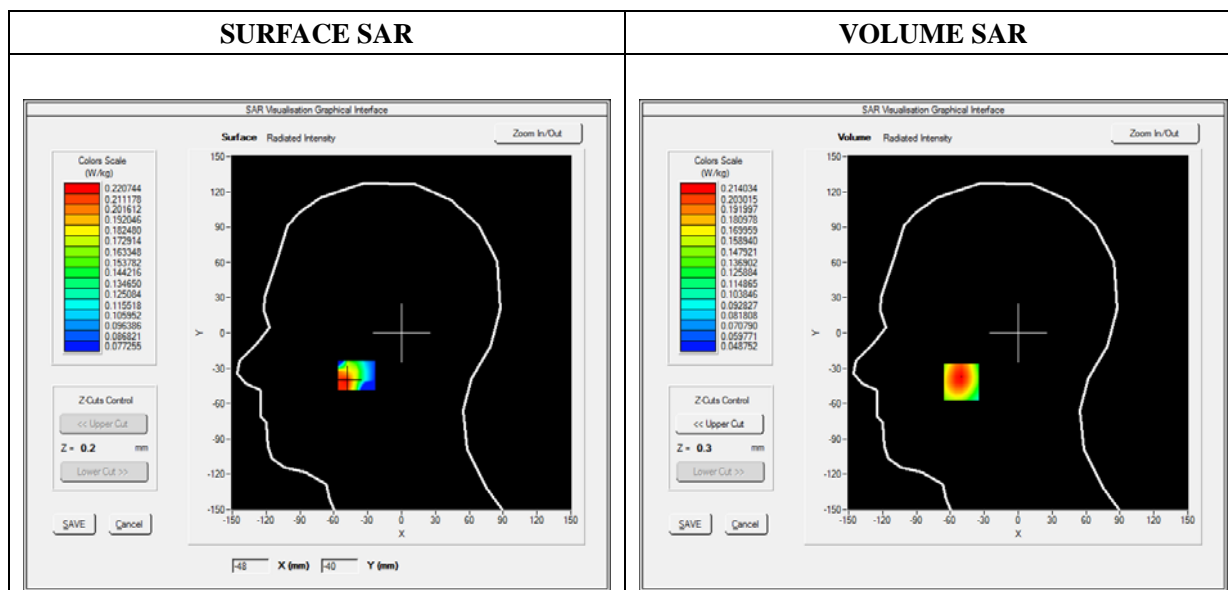 SURFACE SAR
VOLUME SAR
SAR Visualisation Graphical Interface
Surface Radiated Intensity
Zoom In/Out
Colors Scale
(W/kg)
0.220744
0.211178
0.201612
0.192046
0.182480
0.172914
0.163348
0.153782
0.144216
0.134650
0.125084
0.115518
0.105952
0.096386
0.086821
0.077255
150
120
90
60
30
0
-30
-60
-90
-120
-150
Y
-150 -120 -90 -60 -30 0 30 60 90 120 150
X
Z-Cuts Control
<< Upper Cut
Z = 0.2 mm
Lower Cut >>
SAVE Cancel
-48 X (mm) -40 Y (mm)
SAR Visualisation Graphical Interface
Volume Radiated Intensity
Zoom In/Out
Colors Scale
(W/kg)
0.214034
0.203015
0.191997
0.180978
0.169959
0.158940
0.147921
0.136902
0.125884
0.114865
0.103846
0.092827
0.081808
0.070790
0.059771
0.048752
150
120
90
60
30
0
-30
-60
-90
-120
-150
Y
-150 -120 -90 -60 -30 0 30 60 90 120 150
X
Z-Cuts Control
<< Upper Cut
Z = 0.3 mm
Lower Cut >>
SAVE Cancel